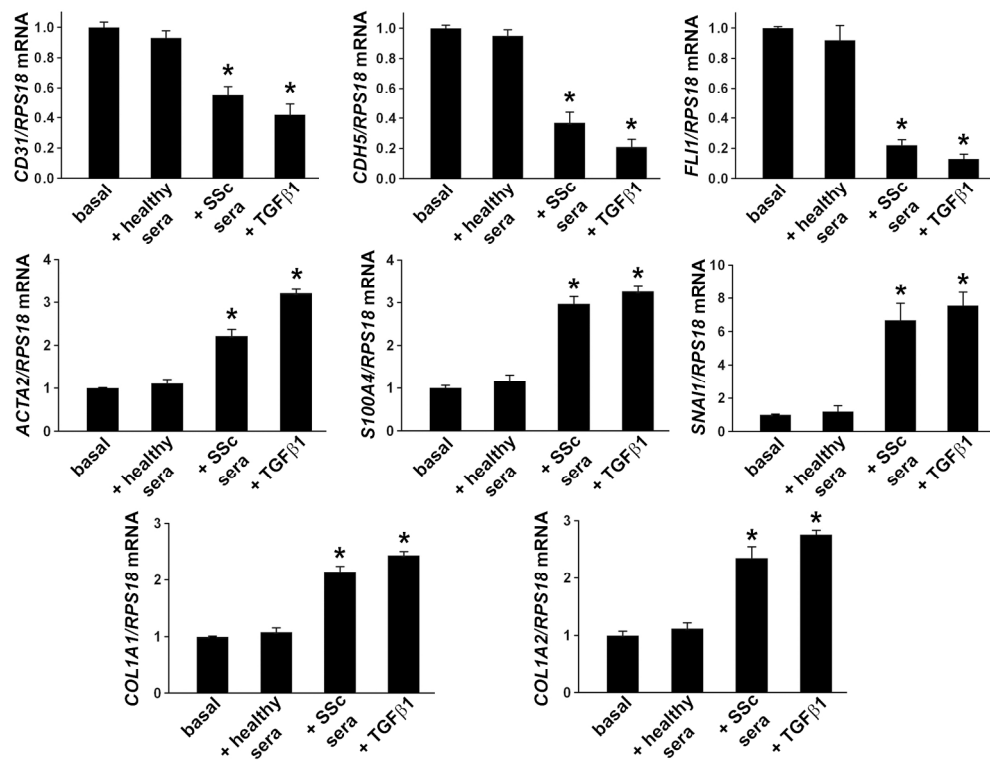 CD31/RPS18 mRNA
1.0
0.8
0.6
0.4
0.2
0.0
*
*
basal
+ healthy
sera
+ SSc
sera
+ TGFβ1
CDH5/RPS18 mRNA
1.0
0.8
0.6
0.4
0.2
0.0
*
*
basal
+ healthy
sera
+ SSc
sera
+ TGFβ1
FLI1/RPS18 mRNA
1.0
0.8
0.6
0.4
0.2
0.0
*
*
basal
+ healthy
sera
+ SSc
sera
+ TGFβ1
ACTA2/RPS18 mRNA
4
3
2
1
0
*
*
basal
+ healthy
sera
+ SSc
sera
+ TGFβ1
S100A4/RPS18 mRNA
4
3
2
1
0
*
*
basal
+ healthy
sera
+ SSc
sera
+ TGFβ1
SNAI1/RPS18 mRNA
10
8
6
4
2
0
*
*
basal
+ healthy
sera
+ SSc
sera
+ TGFβ1
COL1A1/RPS18 mRNA
3
2
1
0
*
*
basal
+ healthy
sera
+ SSc
sera
+ TGFβ1
COL1A2/RPS18 mRNA
3
2
1
0
*
*
basal
+ healthy
sera
+ SSc
sera
+ TGFβ1